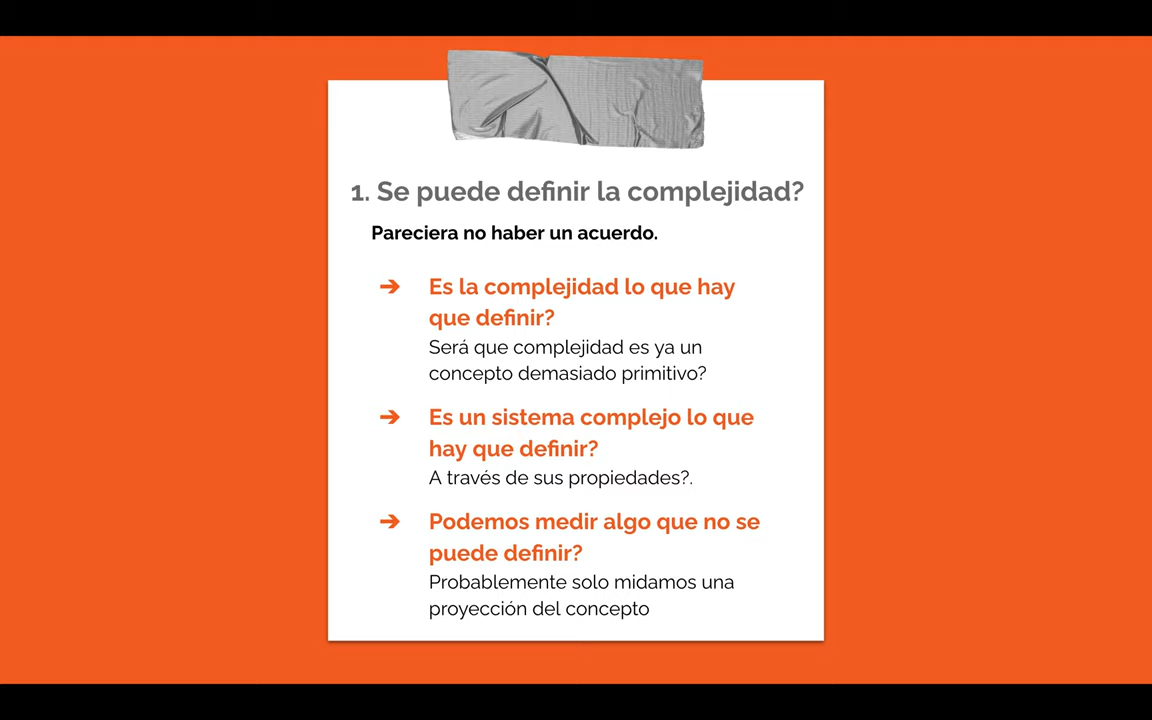 1. Se puede definir la complejidad?
Pareciera no haber un acuerdo.
➔ Es la complejidad lo que hay
que definir?
Será que complejidad es ya un
concepto demasiado primitivo?
➔ Es un sistema complejo lo que
hay que definir?
A través de sus propiedades?.
➔ Podemos medir algo que no se
puede definir?
Probablemente solo midamos una
proyección del concepto